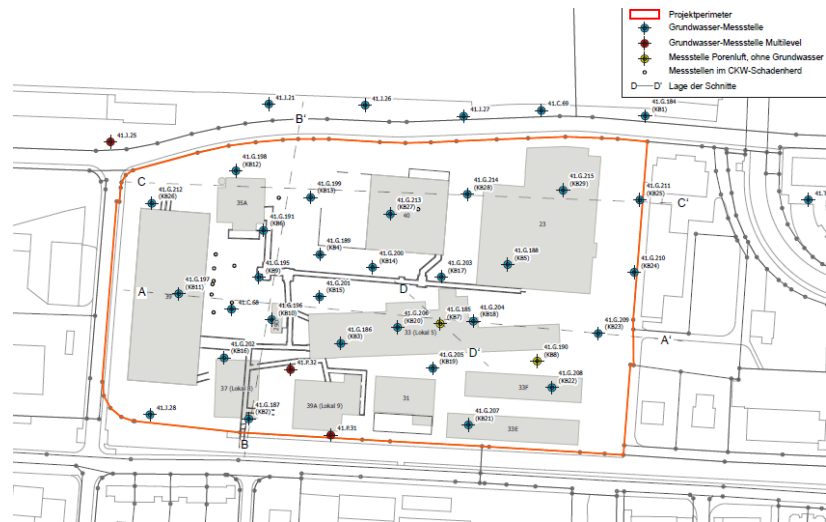 Projektperimeter
Grundwasser-Messstelle
Grundwasser-Messstelle Multilevel
Messstelle Porenluft, ohne Grundwasser
Messstellen im CKW-Schadenherd
D D' Lage der Schnitte
41.J.21
41.J.26
41.J.27
41.C.69
41.G.184
(KB1)
B'
41.J.25
41.G.198
(KB12)
C
41.G.212
(KB26)
35A
41.G.199
(KB13)
41.G.213
(KB27)
40
41.G.214
(KB28)
41.G.215
(KB29)
41.G.211
(KB25)
C'
23
41.G.191
(KB6)
41.G.189
(KB4)
41.G.200
(KB14)
41.G.203
(KB17)
41.G.188
(KB5)
41.G.210
(KB24)
41.G.195
(KB9)
A
39
41.G.197
(KB11)
41.G.201
(KB15)
D
41.C.68
41.G.196
(KB10)
41.G.206
(KB20)
33 (Lokal 5)
41.G.185
(KB7)
41.G.204
(KB18)
41.G.209
(KB23)
A'
41.G.186
(KB3)
41.G.202
(KB16)
D'
41.G.190
(KB8)
41.P.32
41.G.205
(KB19)
37 (Lokal
33F
41.G.208
(KB22)
39A (Lokal 9)
31
41.J.28
41.G.187
(KB2)
41.P.31
41.G.207
(KB21)
33E
B